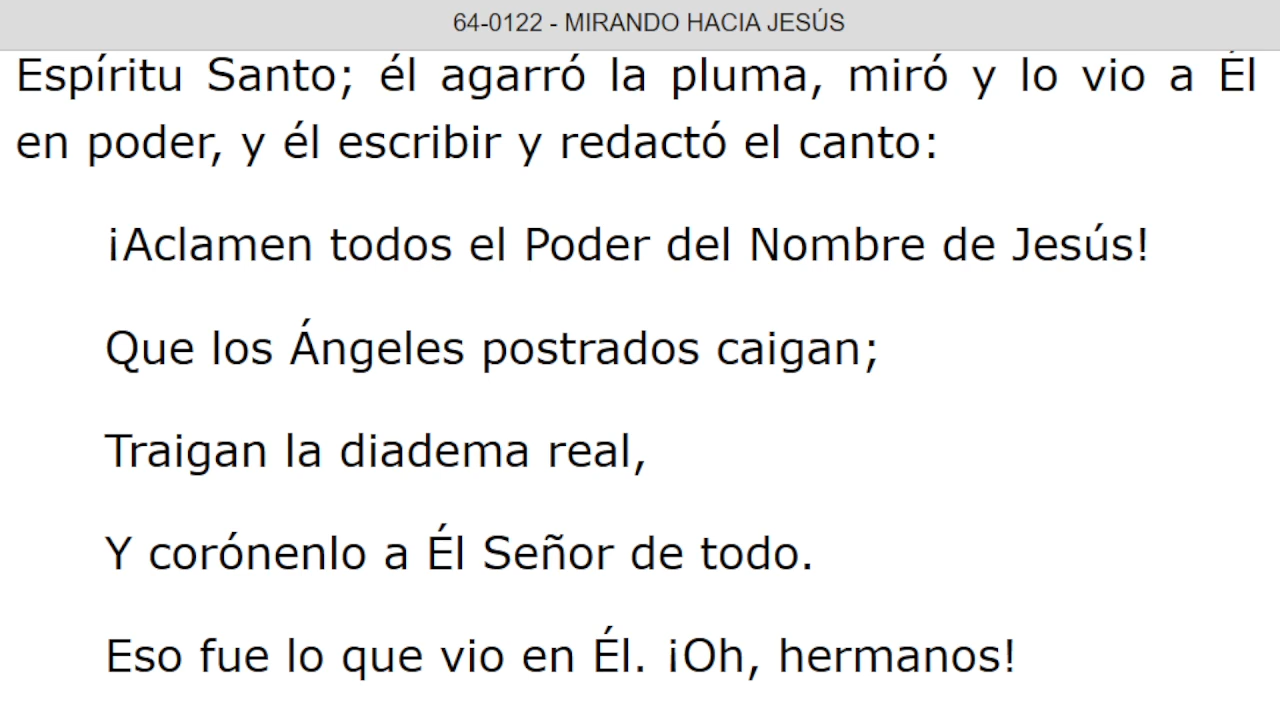 64-0122 - MIRANDO HACIA JESÚS
Espíritu Santo; él agarró la pluma, miró y lo vio a Él
en poder, y él escribir y redactó el canto:
¡Aclamen todos el Poder del Nombre de Jesús!
Que los Ángeles postrados caigan;
Traigan la diadema real,
Y corónenlo a Él Señor de todo.
Eso fue lo que vio en Él. ¡Oh, hermanos!